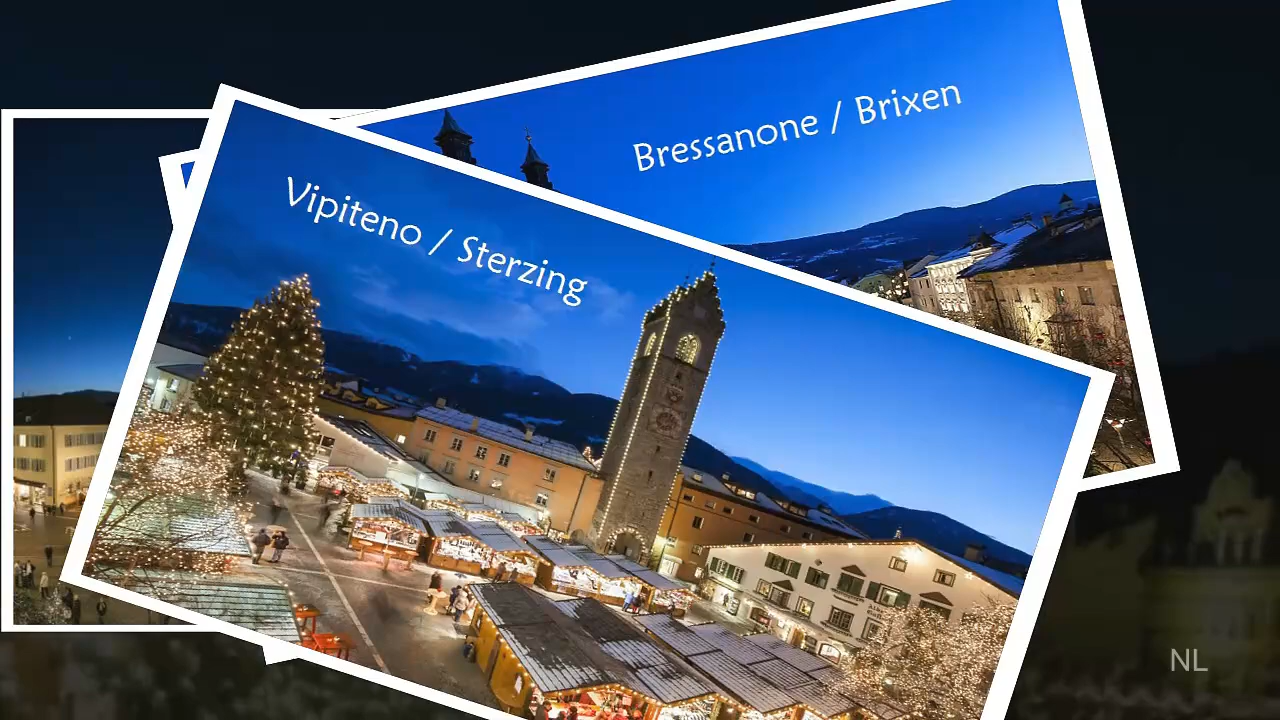 Bressanone / Brixen
Vipiteno / Sterzing
NL